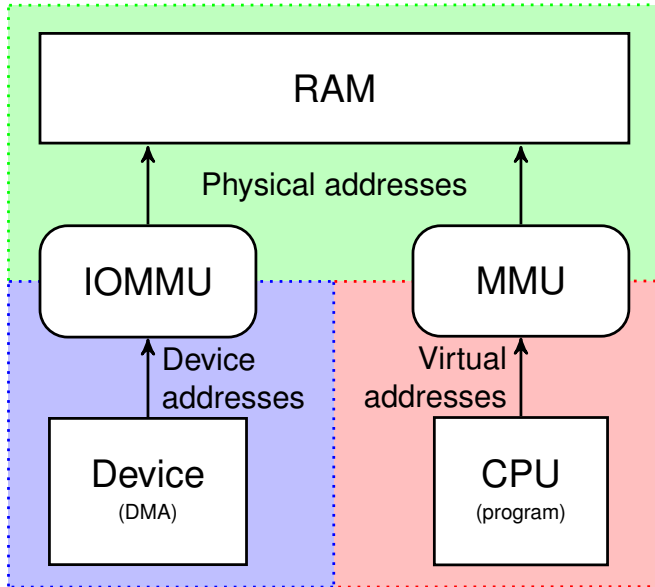 RAM
Physical addresses
IOMMU
MMU
Device
addresses
Virtual
addresses
Device
(DMA)
CPU
(program)